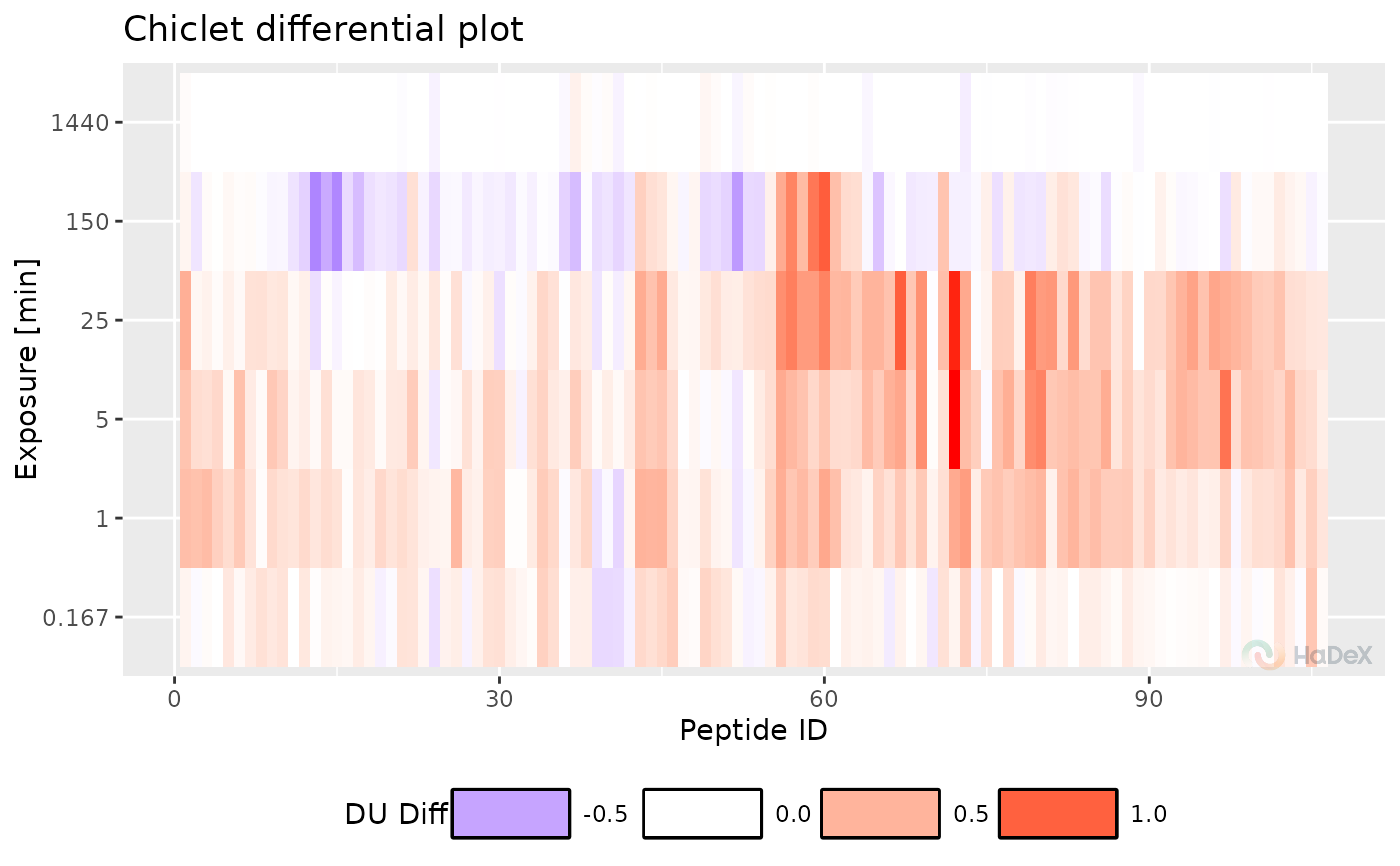 Chiclet differential plot
Exposure [min]
1440
150
25
5
1
0.167
HaDeX
0 30 60 90
Peptide ID
DU Diff -0.5 0.0 0.5 1.0